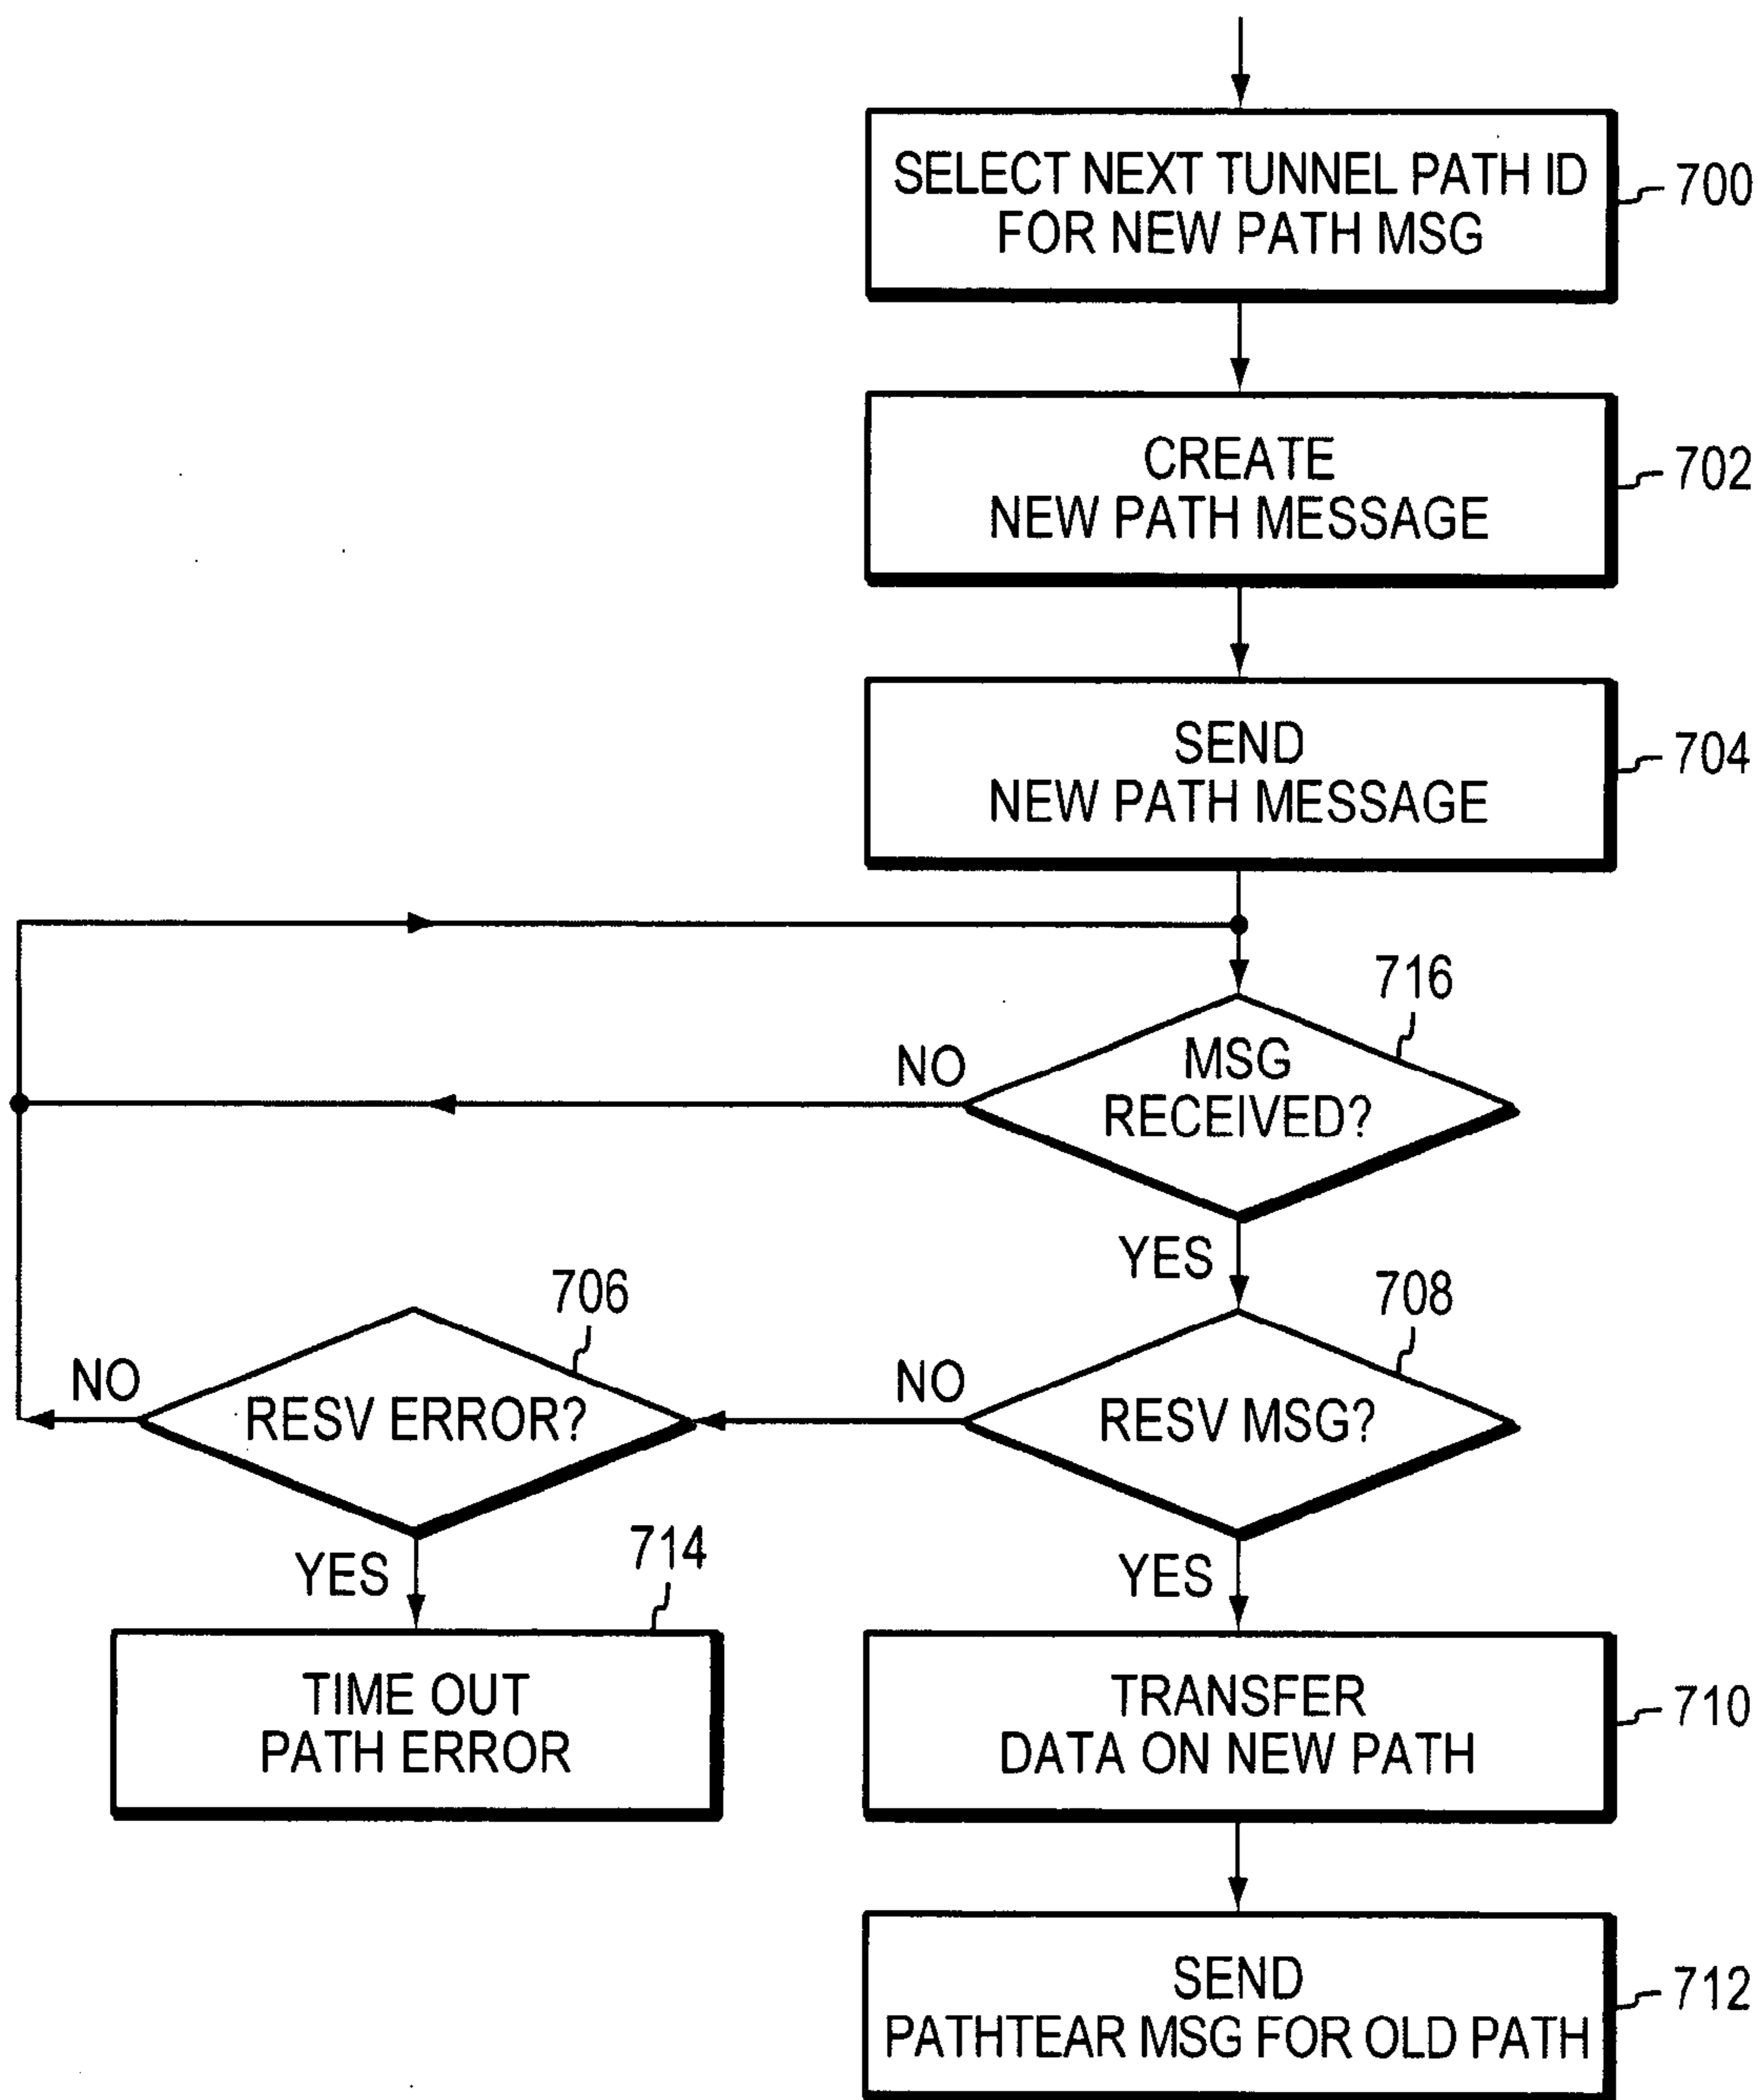 SELECT NEXT TUNNEL PATH ID
FOR NEW PATH MSG
700
CREATE
NEW PATH MESSAGE
702
SEND
NEW PATH MESSAGE
704
716
MSG
RECEIVED?
NO
YES
706
708
NO
RESV ERROR?
NO
RESV MSG?
YES
714
YES
TIME OUT
PATH ERROR
TRANSFER
DATA ON NEW PATH
710
SEND
PATHTEAR MSG FOR OLD PATH
712